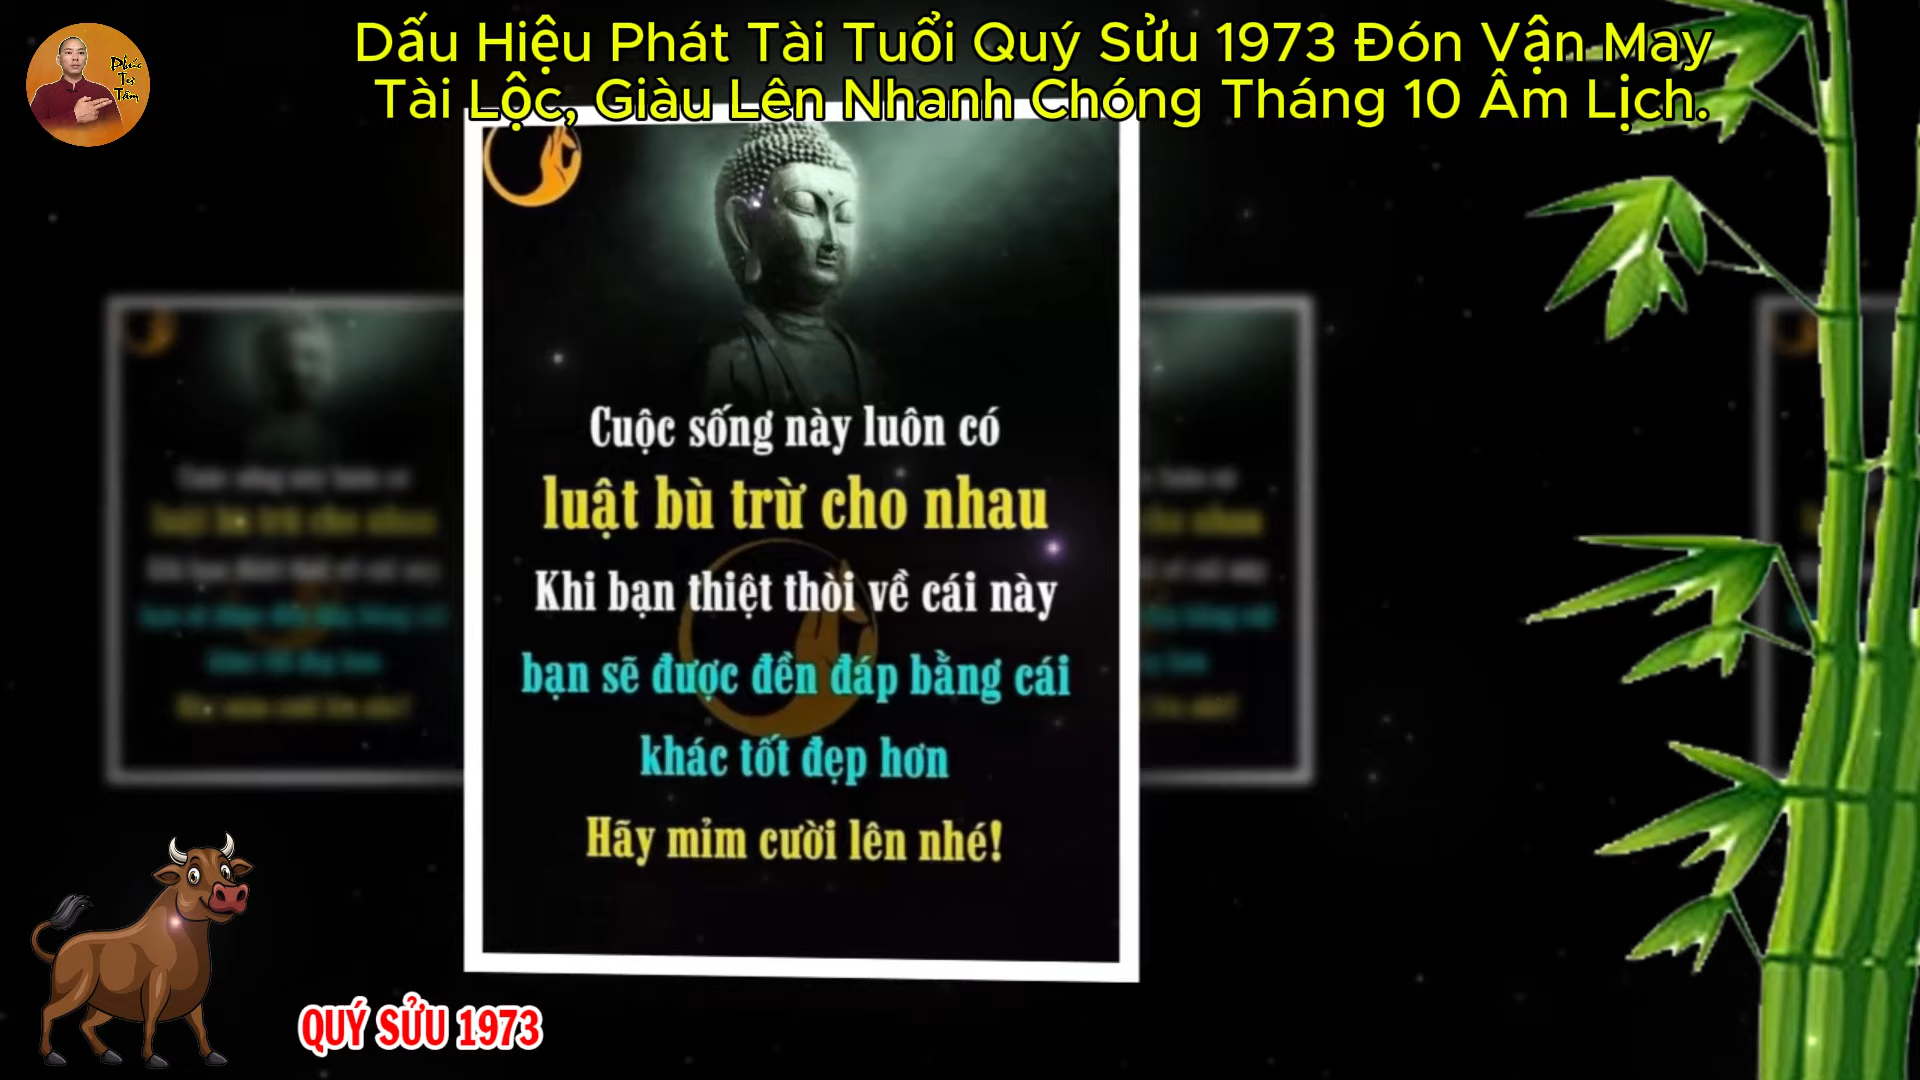 Dấu Hiệu Phát Tài Tuổi Quý Sửu 1973 Đón Vận May
Tài Lộc, Giàu Lên Nhanh Chóng Tháng 10 Âm Lịch.
Phúc
Tuệ
Tâm
Cuộc sống này luôn có
luật bù trừ cho nhau
Khi bạn thiệt thòi về cái này
bạn sẽ được đền đáp bằng cái
khác tốt đẹp hơn
Hãy mỉm cười lên nhé!
QUÝ SỬU 1973